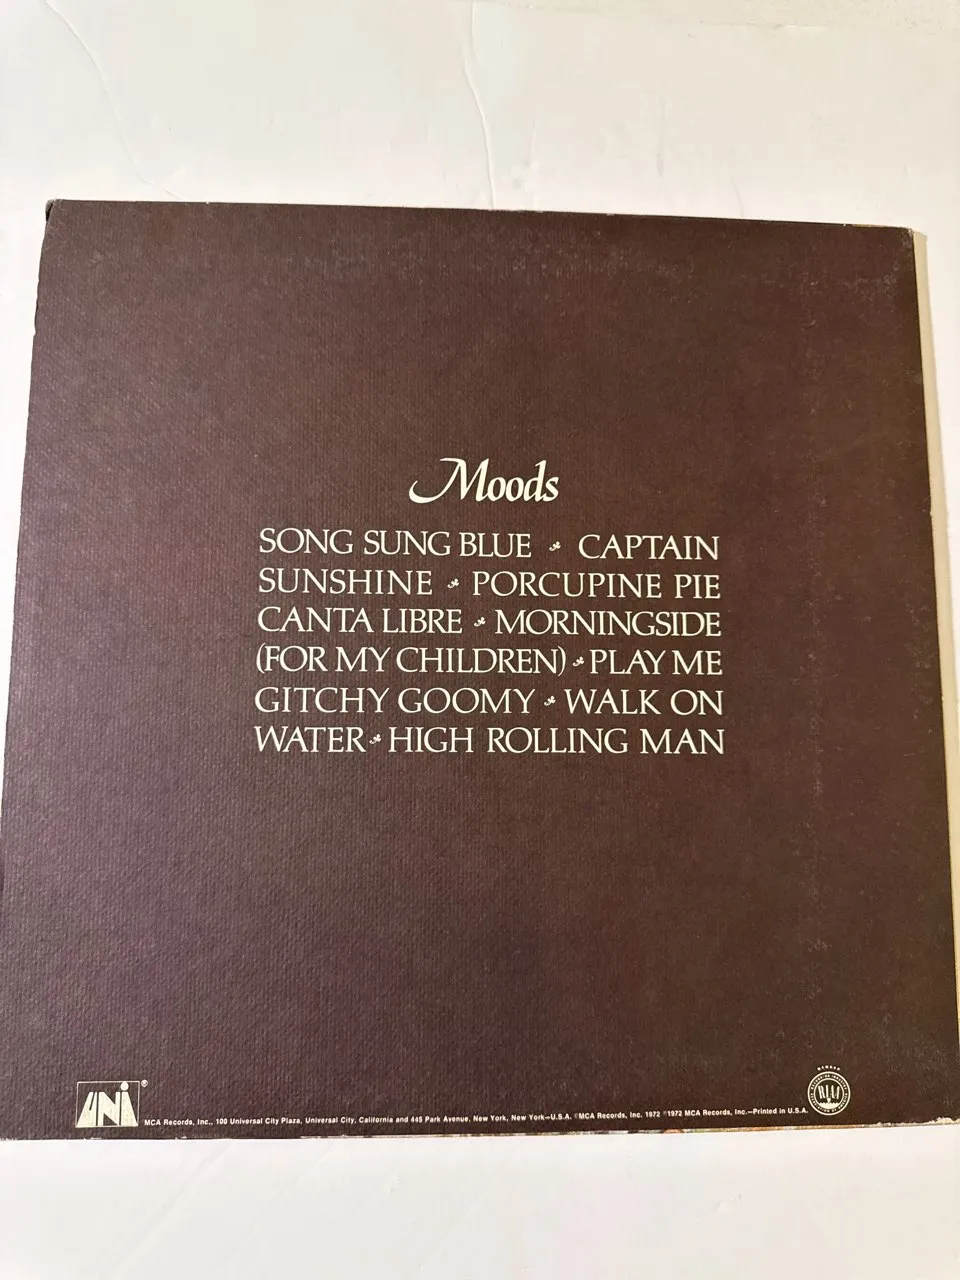 Moods
SONG SUNG BLUE CAPTAIN
SUNSHINE PORCUPINE PIE
CANTA LIBRE MORNINGSIDE
(FOR MY CHILDREN) PLAY ME
GITCHY GOOMY WALK ON
WATER HIGH ROLLING MAN
UNI®
MCA Records, Inc., 100 Universal City Plaza, Universal City, California and 445 Park Avenue, New York, New York—U.S.A. ©MCA Records, Inc. 1972 ℗1972 MCA Records, Inc.—Printed in U.S.A.
MEMBER
RIAA